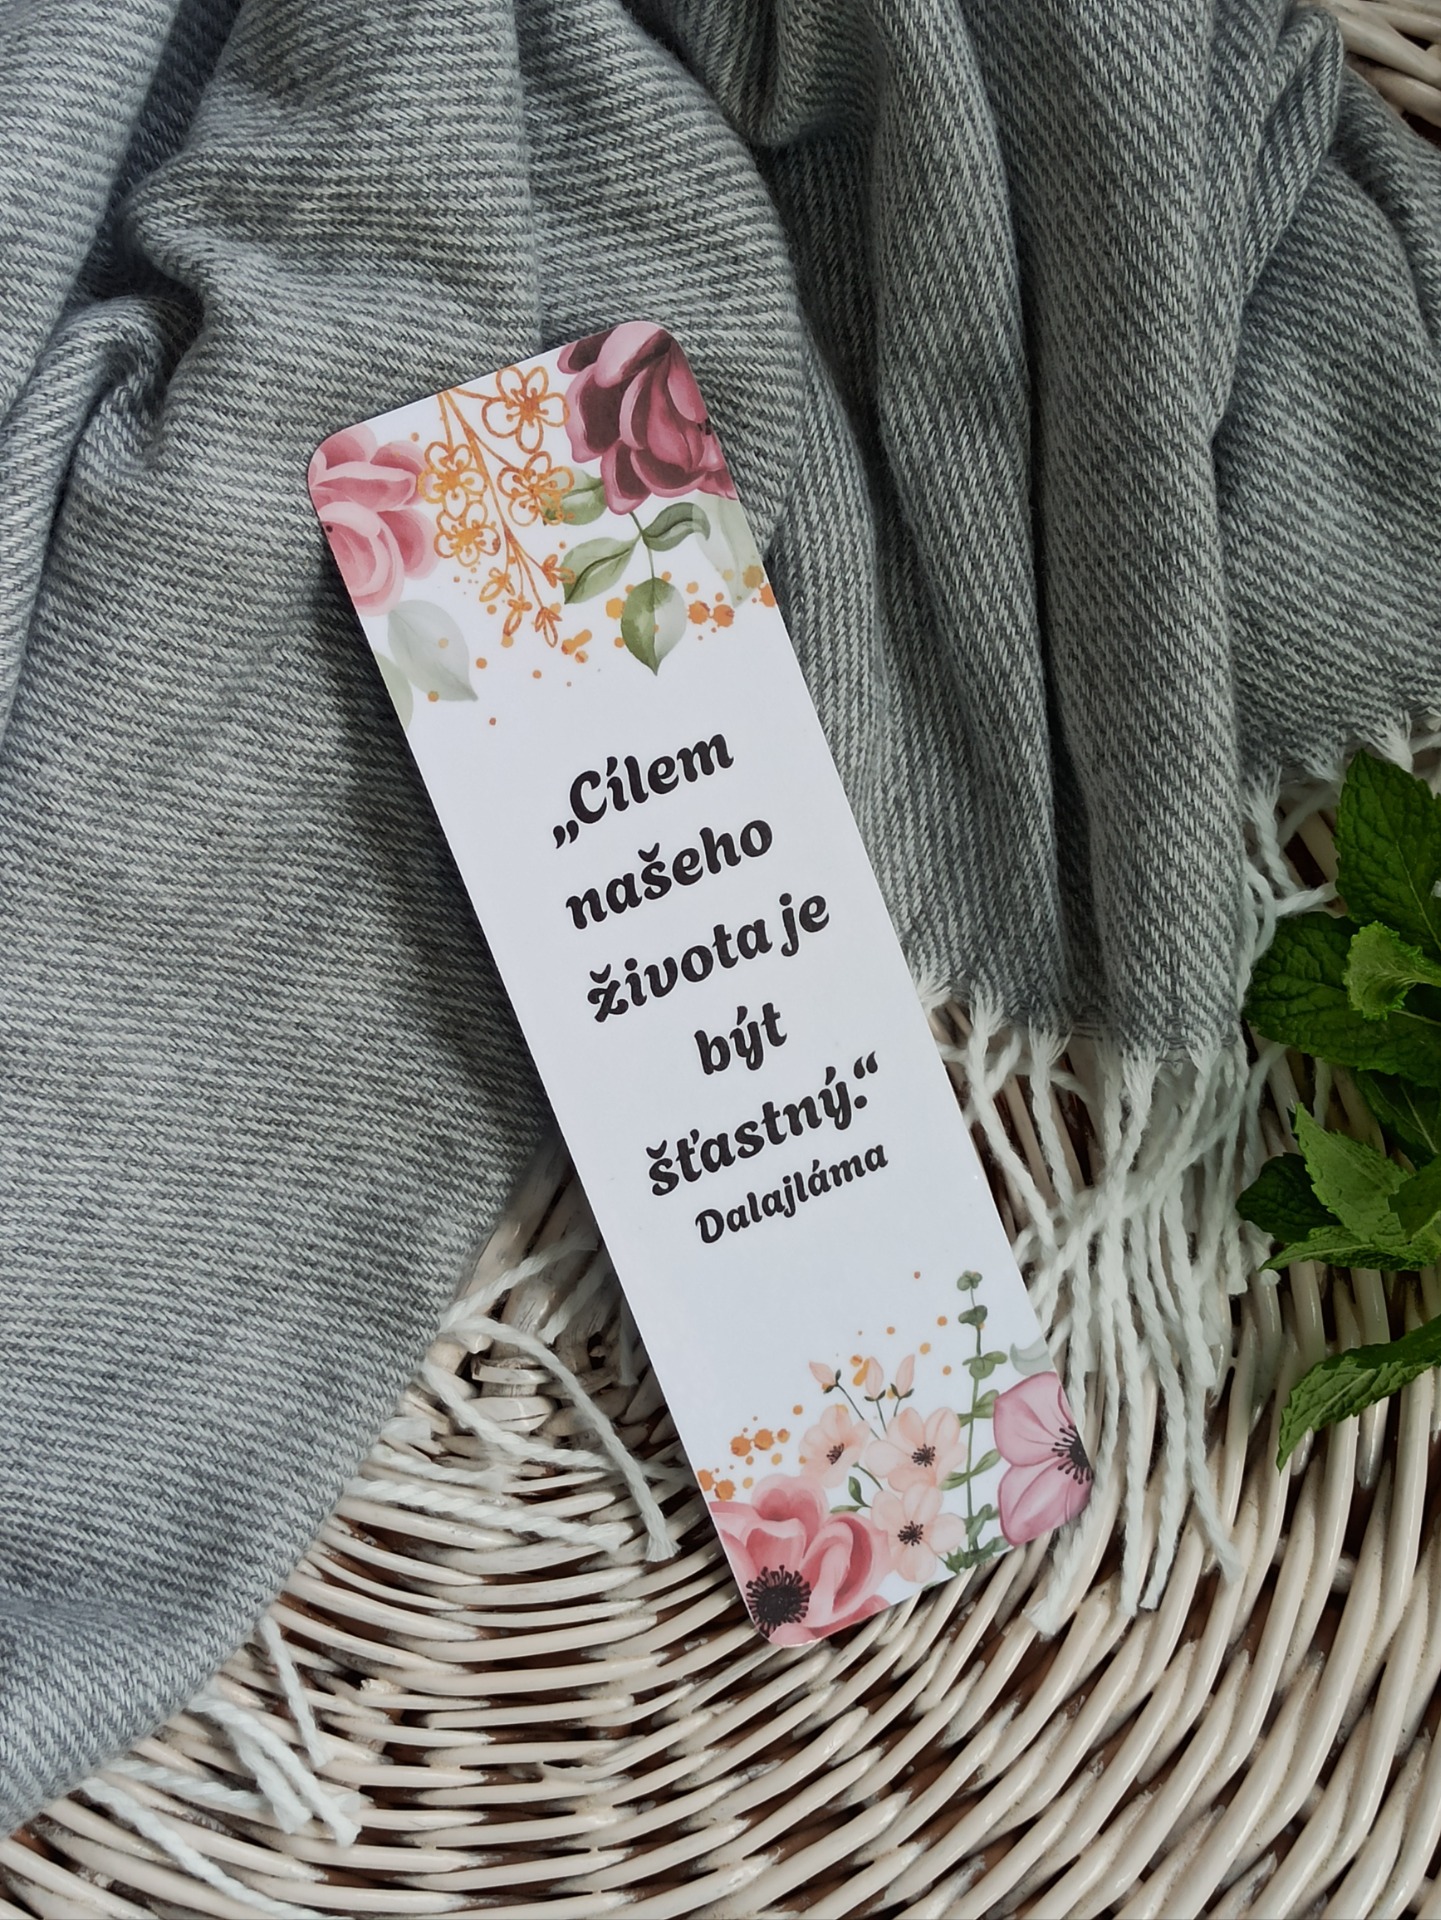 „Cílem
našeho
života je
být
šťastný.“
Dalajláma